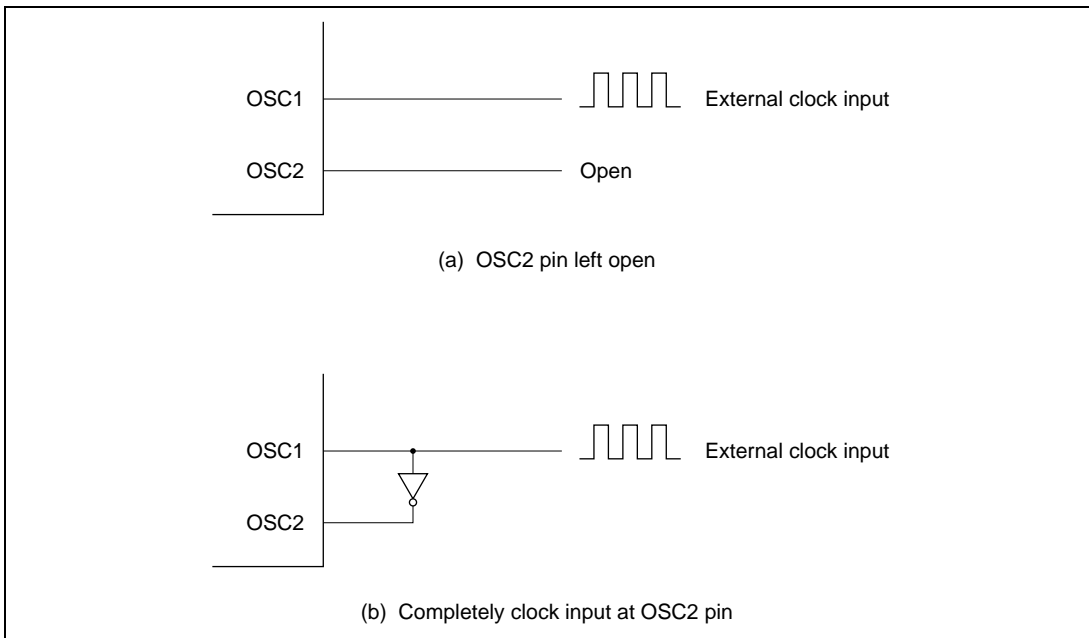 OSC1
External clock input
OSC2
Open
(a) OSC2 pin left open
OSC1
External clock input
OSC2
(b) Completely clock input at OSC2 pin